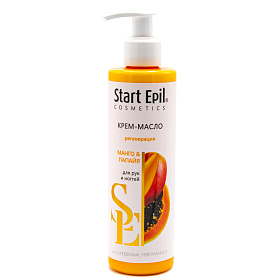 Start Epil®
COSMETICS
КРЕМ-МАСЛО
регенерация
МАНГО &
ПАПАЙЯ
для рук
и ногтей
SE